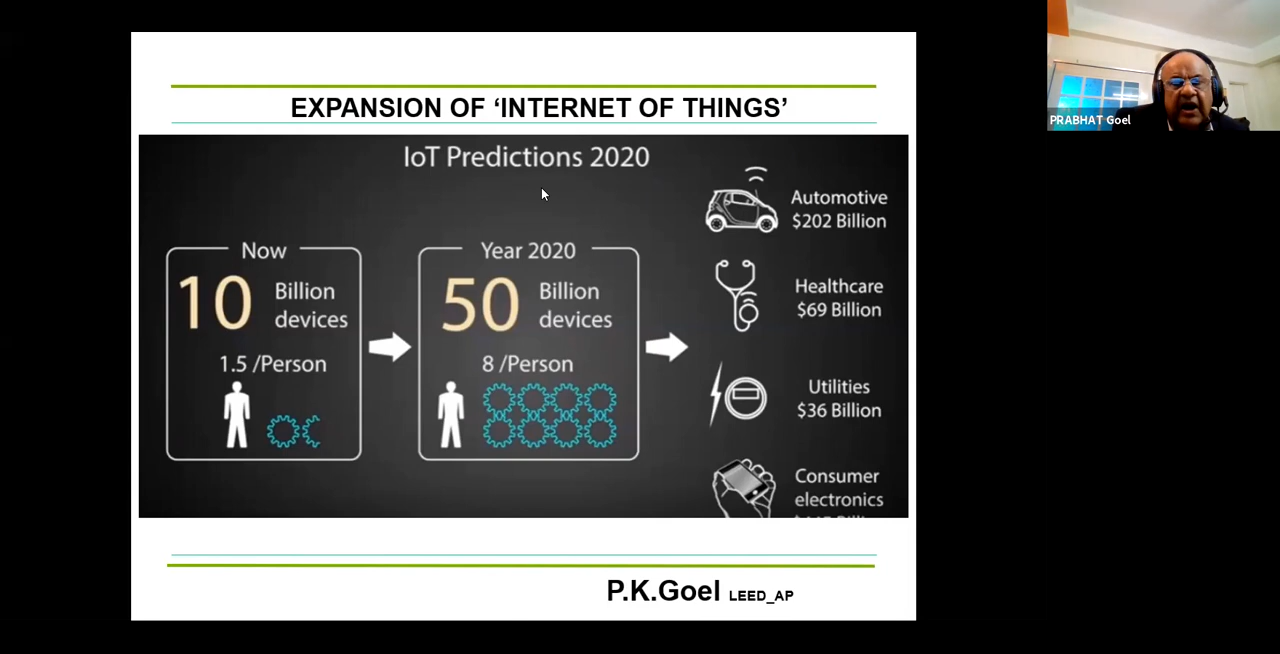 EXPANSION OF ‘INTERNET OF THINGS’
IoT Predictions 2020
Now
10 Billion
devices
1.5 /Person
Year 2020
50 Billion
devices
8 /Person
Automotive
$202 Billion
Healthcare
$69 Billion
Utilities
$36 Billion
Consumer
electronics
P.K.Goel LEED_AP
PRABHAT Goel